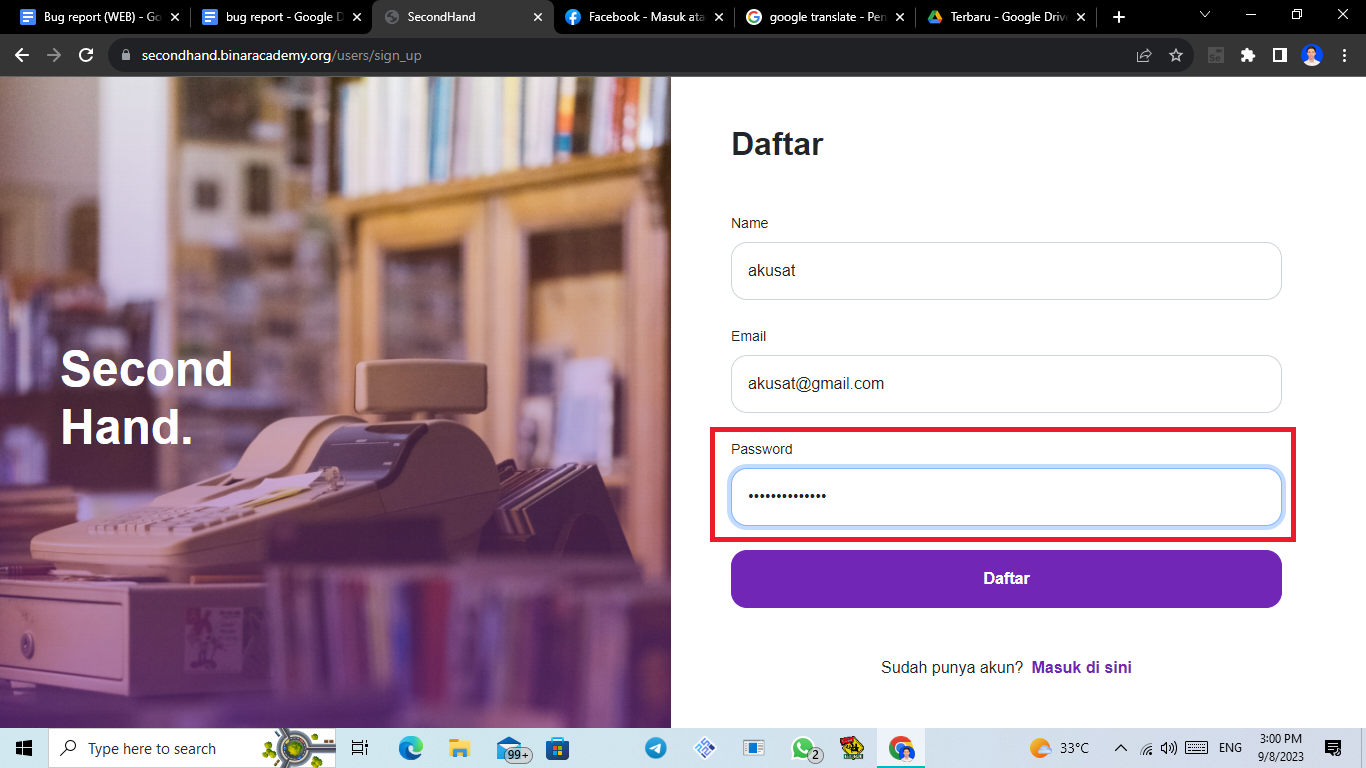 Bug report (WEB) - Go
bug report - Google D
SecondHand
Facebook - Masuk ata
google translate - Pen
Terbaru - Google Drive
secondhand.binaracademy.org/users/sign_up
Second
Hand.
Daftar
Name
akusat
Email
akusat@gmail.com
Password
••••••••••••••
Daftar
Sudah punya akun? Masuk di sini
Type here to search
99+
2
33°C
ENG
3:00 PM
9/8/2023